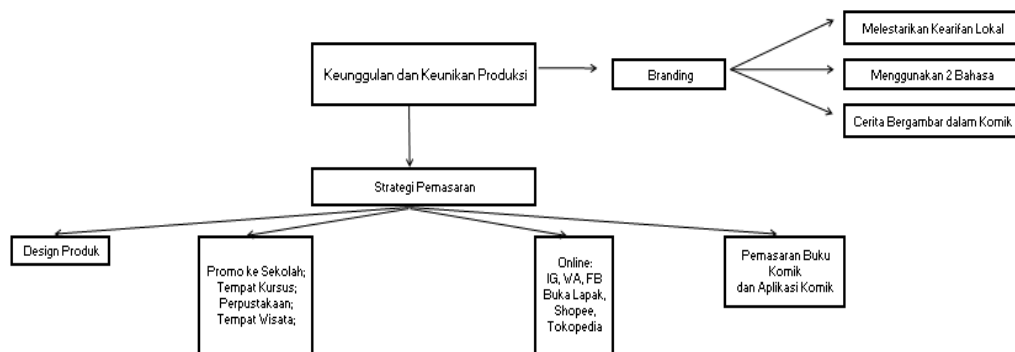 Melestarikan Kearifan Lokal
Keunggulan dan Keunikan Produksi
Branding
Menggunakan 2 Bahasa
Cerita Bergambar dalam Komik
Strategi Pemasaran
Design Produk
Promo ke Sekolah;
Tempat Kursus;
Perpustakaan;
Tempat Wisata;
Online:
IG, WA, FB
Buka Lapak,
Shopee,
Tokopedia
Pemasaran Buku
Komik
dan Aplikasi Komik